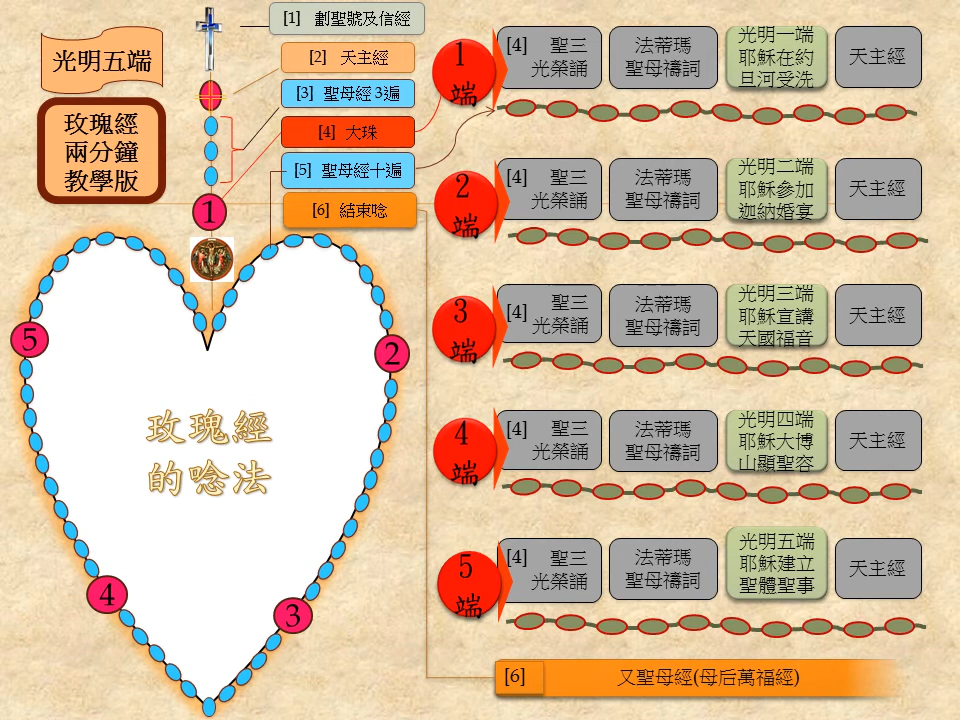 光明五端
玫瑰經
兩分鐘
教學版
[1] 劃聖號及信經
[2] 天主經
[3] 聖母經3遍
[4] 大珠
[5] 聖母經十遍
[6] 結束唸
1
5
2
4
3
玫瑰經
的唸法
1
端
[4] 聖三
光榮誦
法蒂瑪
聖母禱詞
光明一端
耶穌在約
旦河受洗
天主經
2
端
[4] 聖三
光榮誦
法蒂瑪
聖母禱詞
光明二端
耶穌參加
迦納婚宴
天主經
3
端
[4] 聖三
光榮誦
法蒂瑪
聖母禱詞
光明三端
耶穌宣講
天國福音
天主經
4
端
[4] 聖三
光榮誦
法蒂瑪
聖母禱詞
光明四端
耶穌大博
山顯聖容
天主經
5
端
[4] 聖三
光榮誦
法蒂瑪
聖母禱詞
光明五端
耶穌建立
聖體聖事
天主經
[6] 又聖母經(母后萬福經)